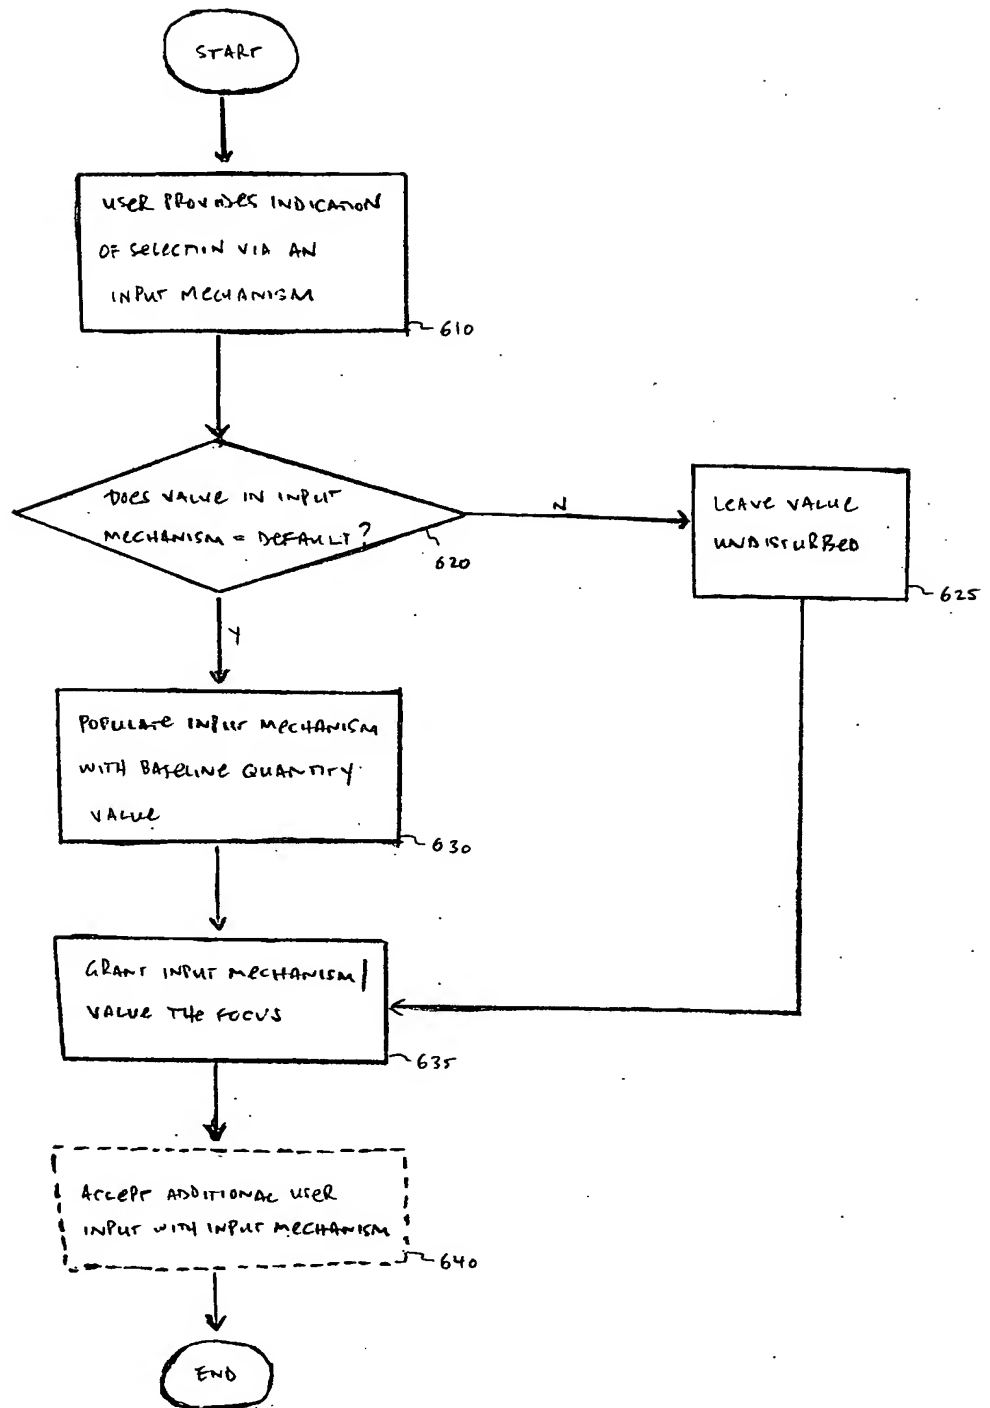 START
USER PROVIDES INDICATION
OF SELECTION VIA AN
INPUT MECHANISM
610
DOES VALUE IN INPUT
MECHANISM = DEFAULT?
620
N
LEAVE VALUE
UNDISTURBED
625
Y
POPULATE INPUT MECHANISM
WITH BASELINE QUANTITY
VALUE
630
GRANT INPUT MECHANISM/
VALUE THE FOCUS
635
ACCEPT ADDITIONAL USER
INPUT WITH INPUT MECHANISM
640
END